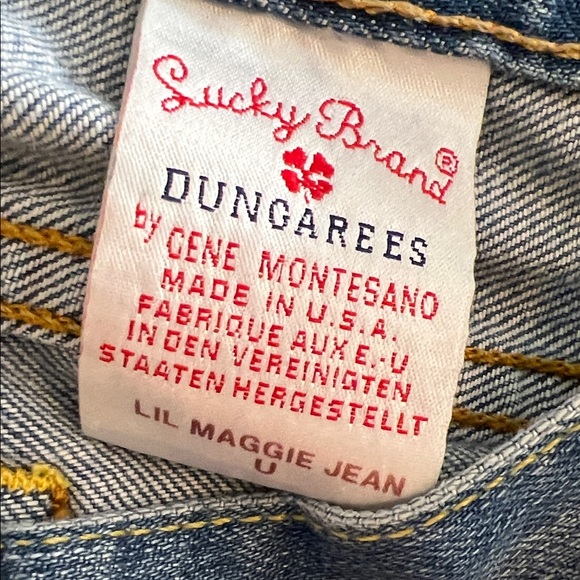 Lucky Brand®
DUNGAREES
by GENE MONTESANO
MADE IN U.S.A.
FABRIQUE AUX E.-U
IN DEN VEREINIGTEN
STAATEN HERGESTELLT
LIL MAGGIE JEAN
U